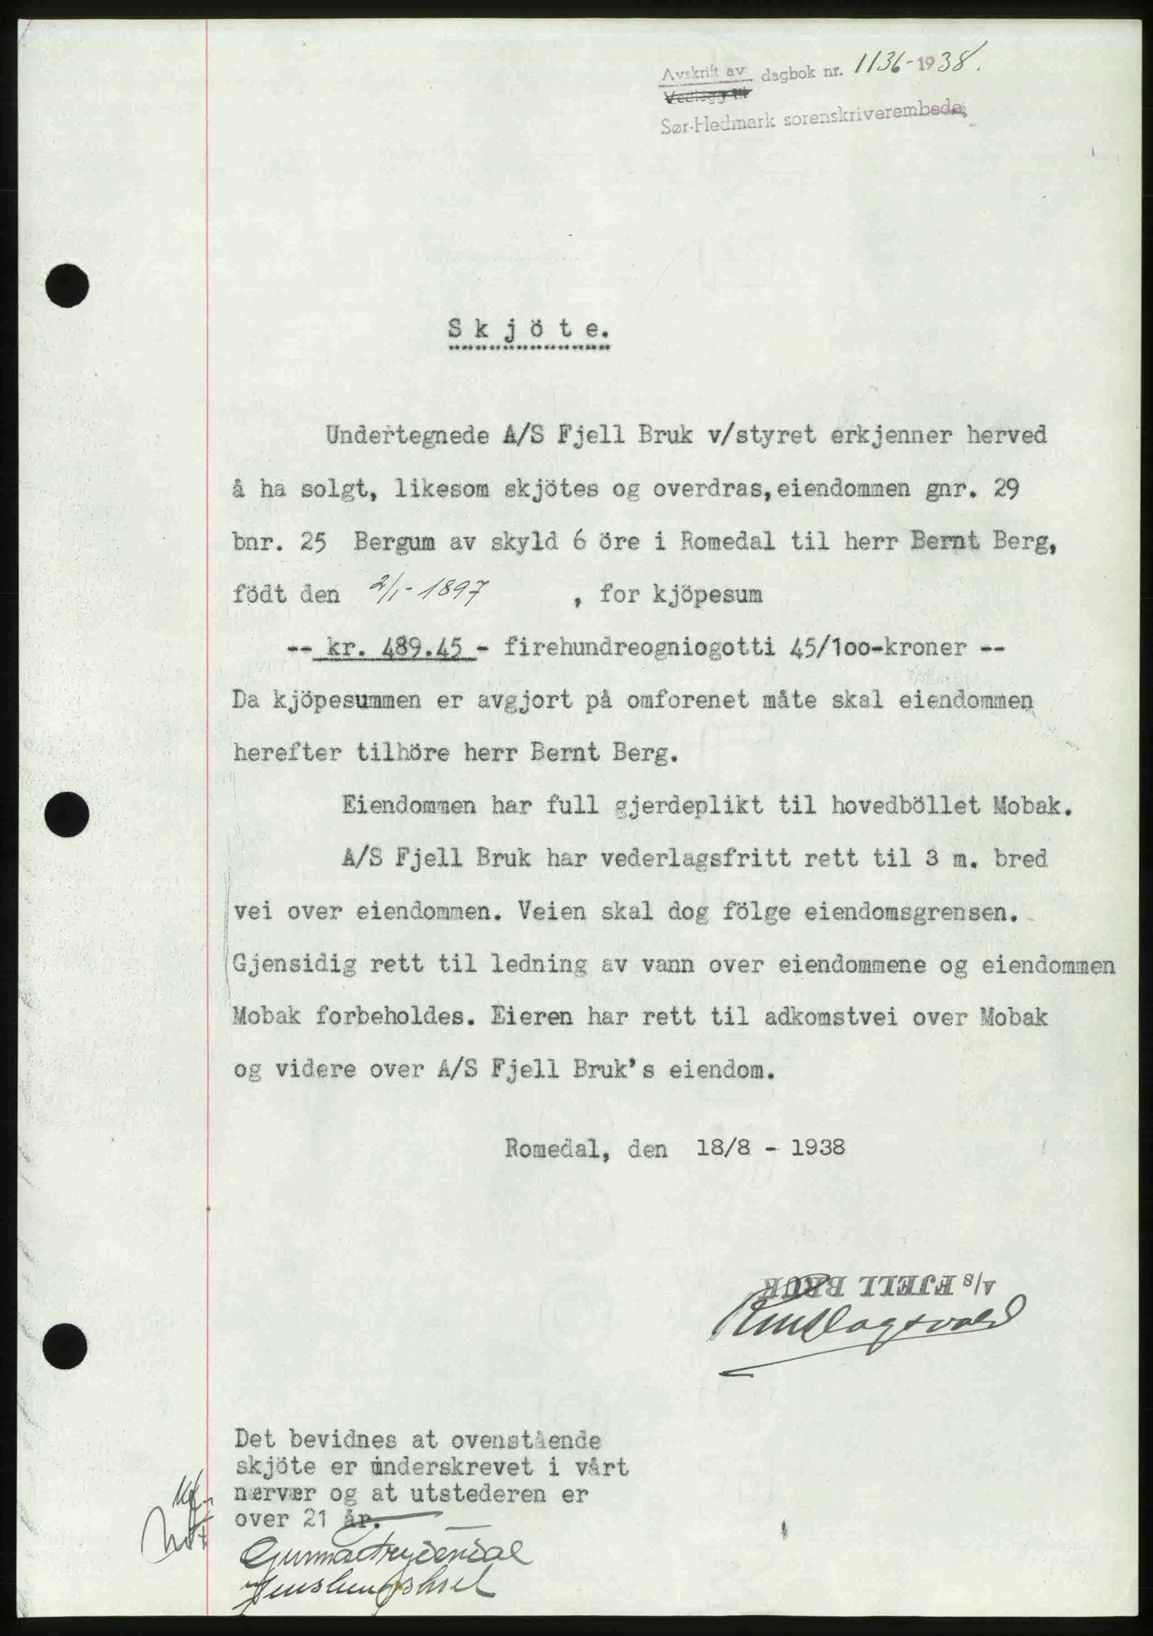 Avskrift av dagbok nr. 1136-1938.
Vedlegg til
Sør-Hedmark sorenskriverembede
S k j ö t e.
Undertegnede A/S Fjell Bruk v/styret erkjenner herved
å ha solgt, likesom skjötes og overdras, eiendommen gnr. 29
bnr. 25 Bergum av skyld 6 öre i Romedal til herr Bernt Berg,
födt den 2/1-1897 , for kjöpesum
-- kr. 489.45 - firehundreogniogotti 45/1oo-kroner --
Da kjöpesummen er avgjort på omforenet måte skal eiendommen
herefter tilhöre herr Bernt Berg.
Eiendommen har full gjerdeplikt til hovedböllet Mobak.
A/S Fjell Bruk har vederlagsfritt rett til 3 m. bred
vei over eiendommen. Veien skal dog fölge eiendomsgrensen.
Gjensidig rett til ledning av vann over eiendommene og eiendommen
Mobak forbeholdes. Eieren har rett til adkomstvei over Mobak
og videre over A/S Fjell Bruk's eiendom.
Romedal, den 18/8 - 1938
A/S FJELL BRUK
Det bevidnes at ovenstående
skjöte er underskrevet i vårt
nærvær og at utstederen er
over 21 år.